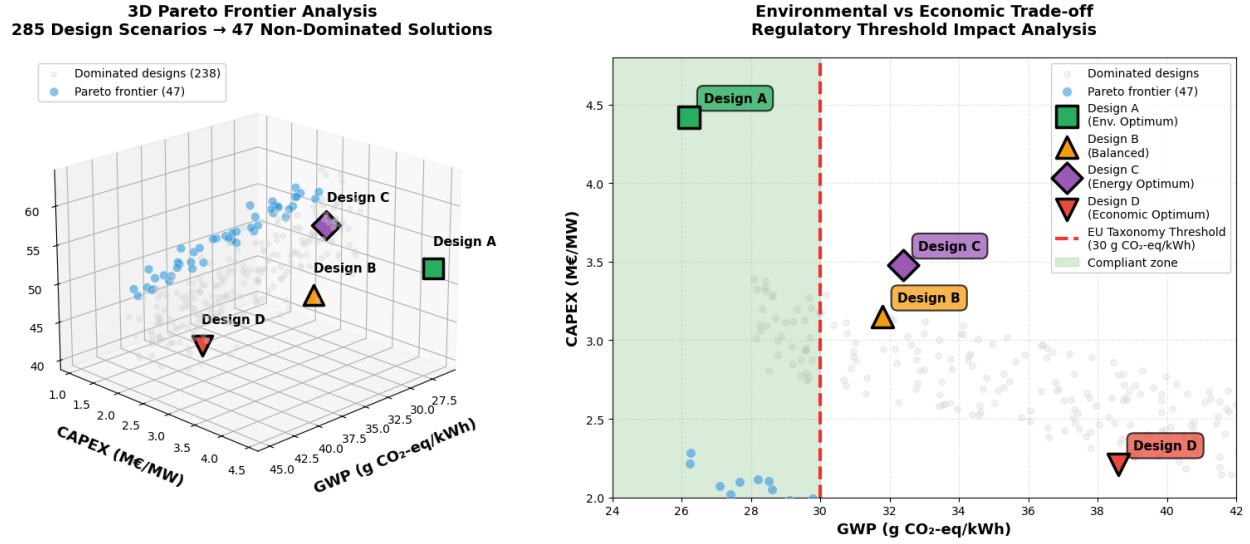 3D Pareto Frontier Analysis
285 Design Scenarios → 47 Non-Dominated Solutions
Dominated designs (238)
Pareto frontier (47)
Design C
Design A
Design B
Design D
60
55
50
45
40
1.0
1.5
2.0
2.5
3.0
3.5
4.0
4.5
CAPEX (M€/MW)
45.0
42.5
40.0
37.5
35.0
32.5
30.0
27.5
GWP (g CO₂-eq/kWh)
Environmental vs Economic Trade-off
Regulatory Threshold Impact Analysis
CAPEX (M€/MW)
4.5
4.0
3.5
3.0
2.5
2.0
Design A
Design C
Design B
Design D
Dominated designs
Pareto frontier (47)
Design A
(Env. Optimum)
Design B
(Balanced)
Design C
(Energy Optimum)
Design D
(Economic Optimum)
EU Taxonomy Threshold
(30 g CO₂-eq/kWh)
Compliant zone
24
26
28
30
32
34
36
38
40
42
GWP (g CO₂-eq/kWh)